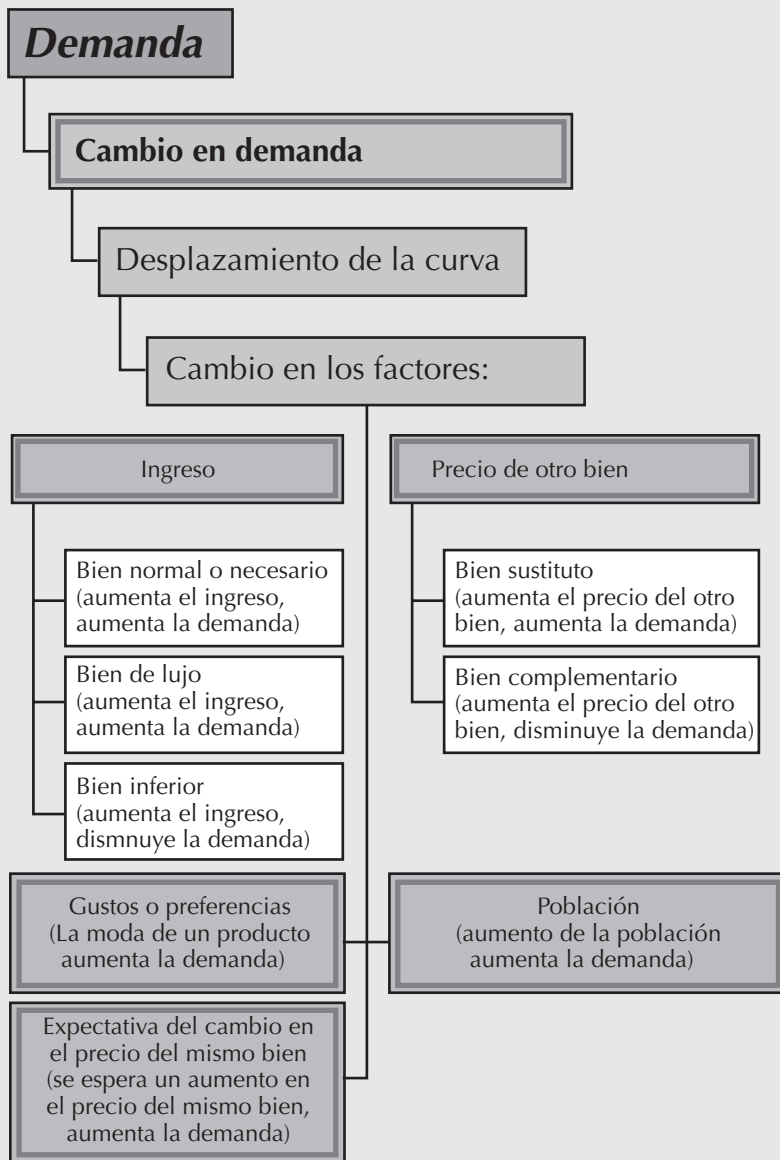 Demanda
Cambio en demanda
Desplazamiento de la curva
Cambio en los factores:
Ingreso
Bien normal o necesario
(aumenta el ingreso,
aumenta la demanda)
Bien de lujo
(aumenta el ingreso,
aumenta la demanda)
Bien inferior
(aumenta el ingreso,
dismnuye la demanda)
Precio de otro bien
Bien sustituto
(aumenta el precio del otro
bien, aumenta la demanda)
Bien complementario
(aumenta el precio del otro
bien, disminuye la demanda)
Gustos o preferencias
(La moda de un producto
aumenta la demanda)
Población
(aumento de la población
aumenta la demanda)
Expectativa del cambio en
el precio del mismo bien
(se espera un aumento en
el precio del mismo bien,
aumenta la demanda)